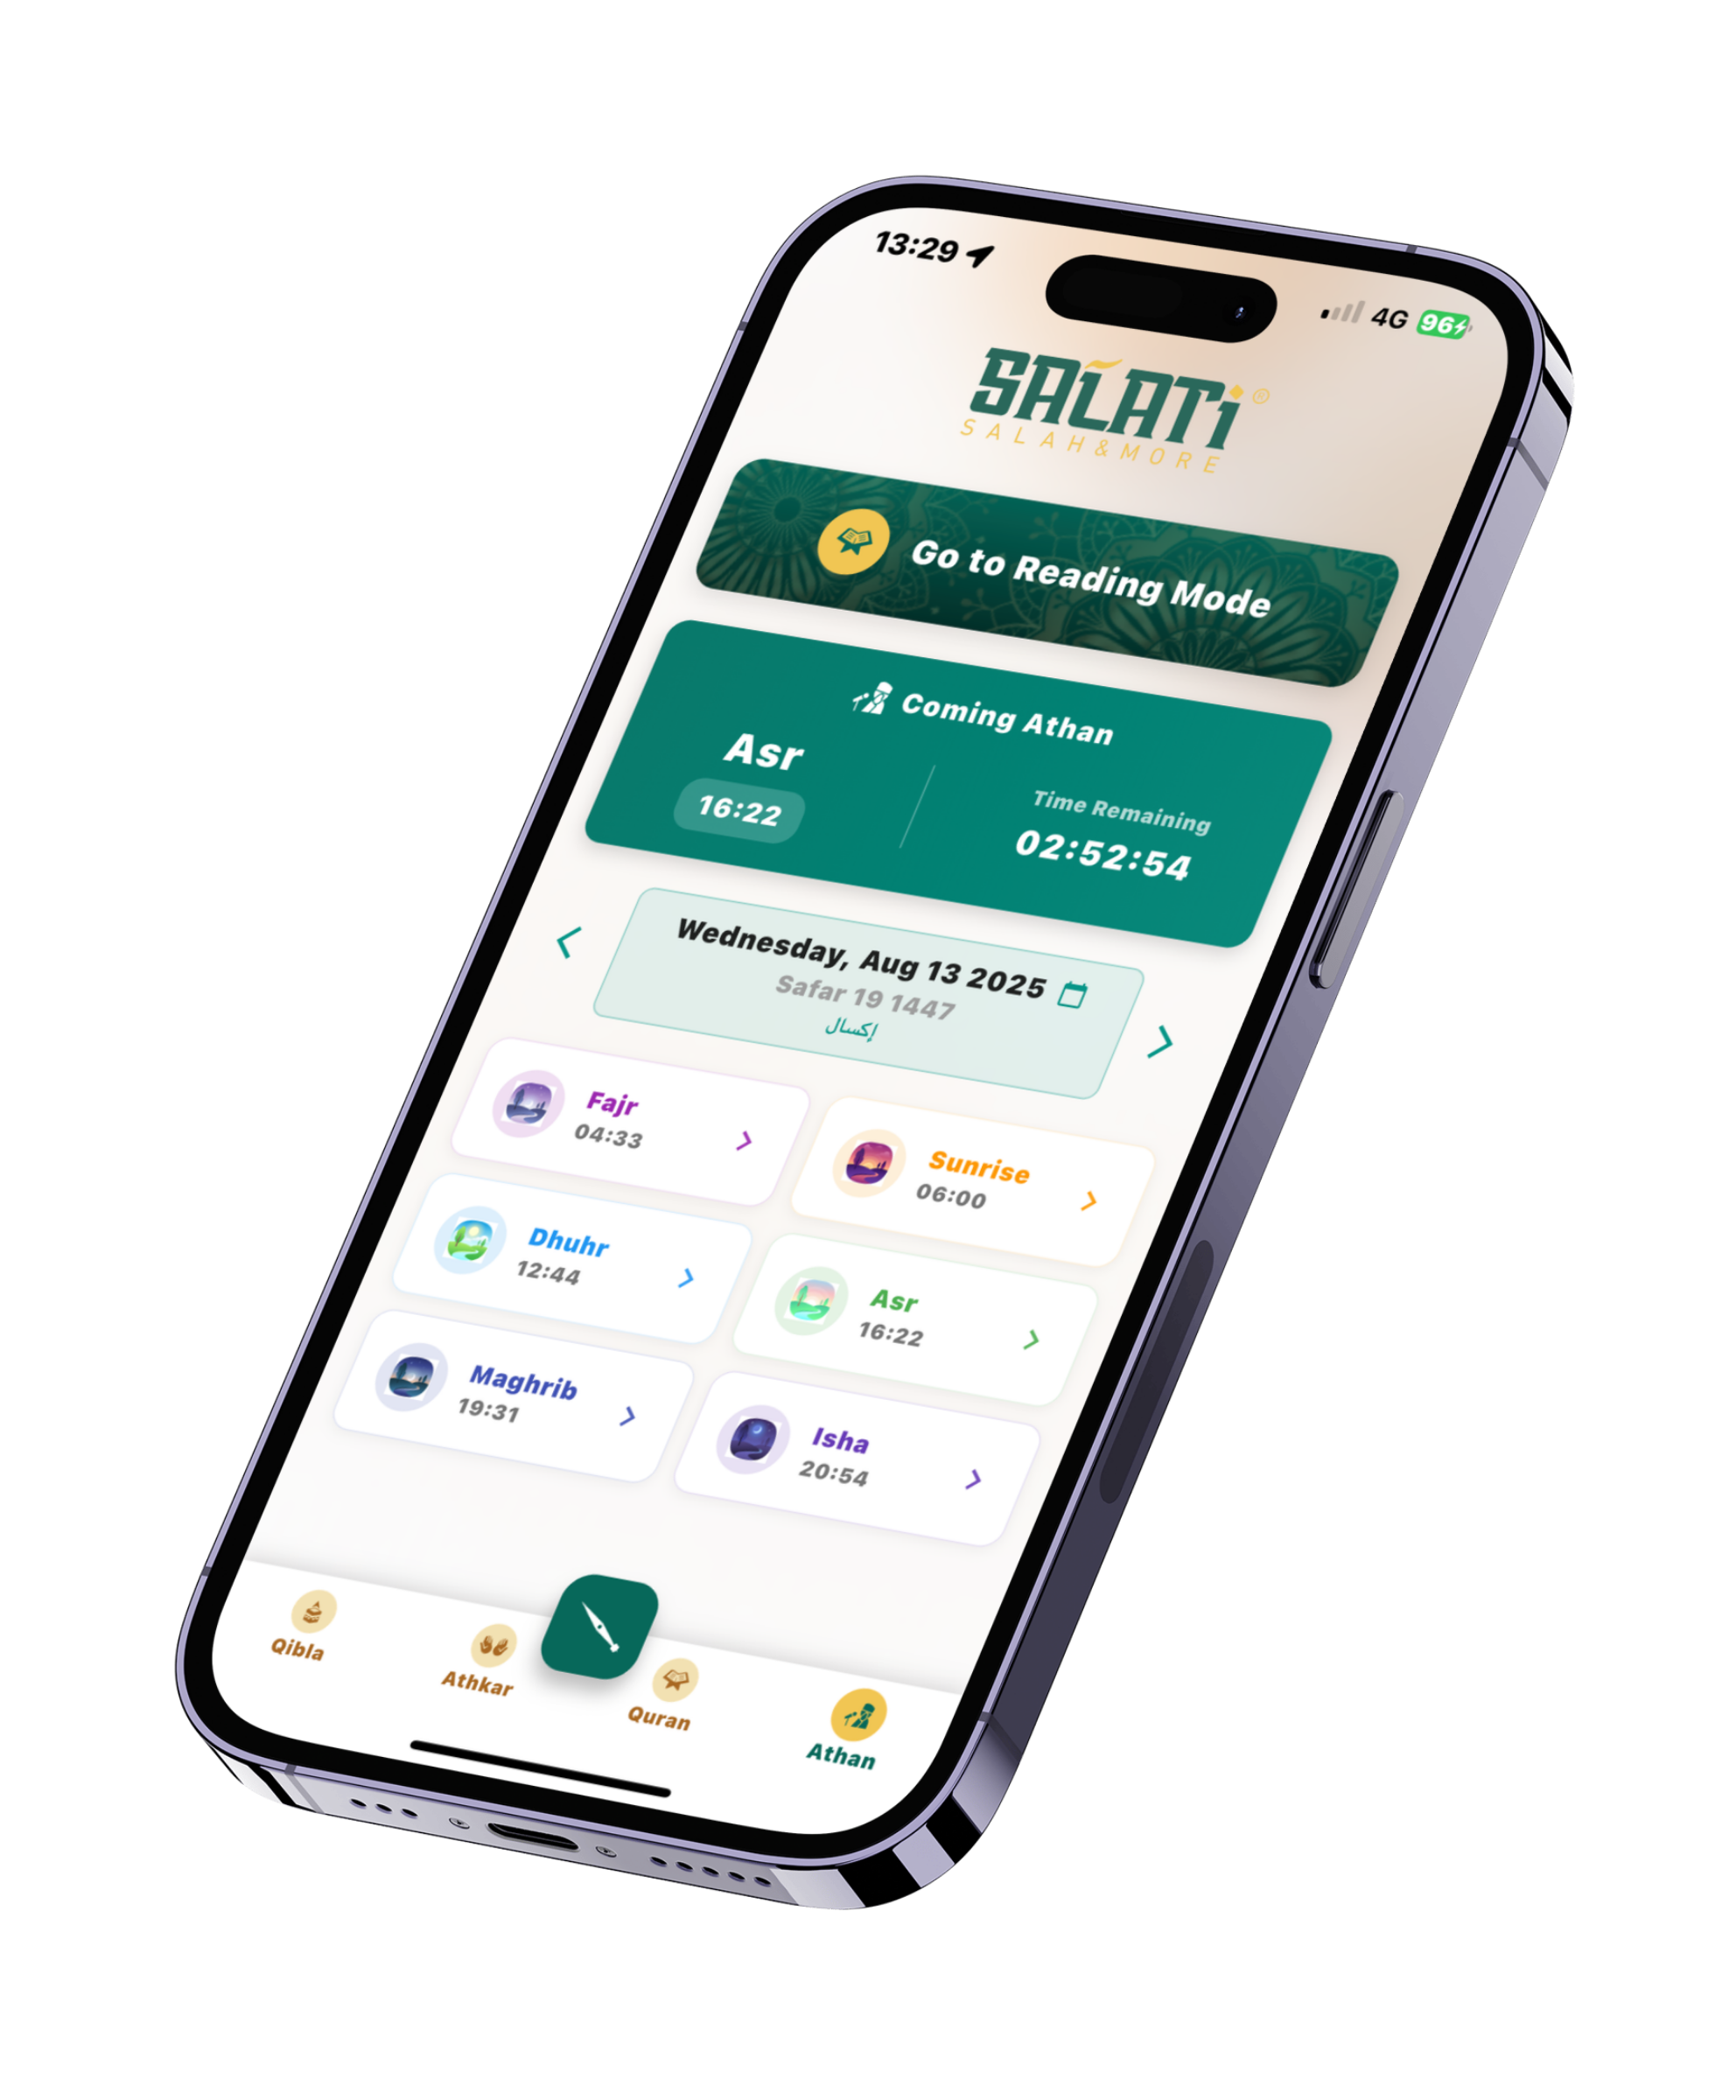 13:29
4G 96
SALATi ®
SALAH&MORE
Go to Reading Mode
Coming Athan
Asr
16:22
Time Remaining
02:52:54
Wednesday, Aug 13 2025
Safar 19 1447
إكسال
Fajr
04:33
Sunrise
06:00
Dhuhr
12:44
Asr
16:22
Maghrib
19:31
Isha
20:54
Qibla
Athkar
Quran
Athan